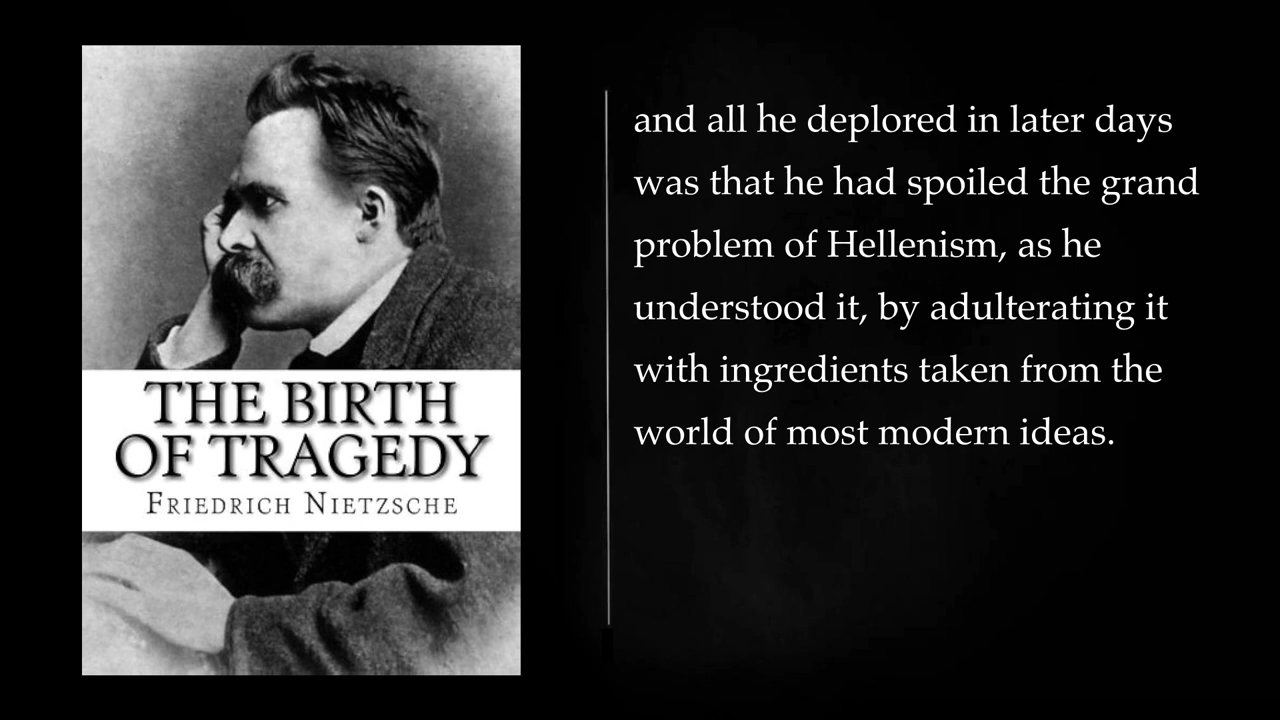 THE BIRTH
OF TRAGEDY
FRIEDRICH NIETZSCHE
and all he deplored in later days
was that he had spoiled the grand
problem of Hellenism, as he
understood it, by adulterating it
with ingredients taken from the
world of most modern ideas.